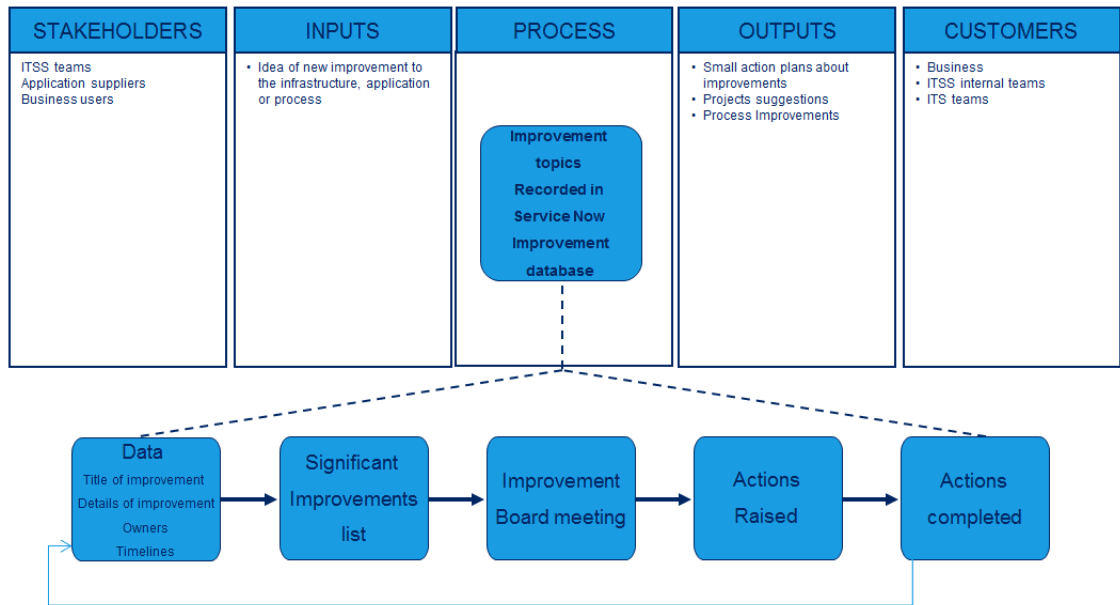 STAKEHOLDERS
ITSS teams
Application suppliers
Business users
INPUTS
• Idea of new improvement to
the infrastructure, application
or process
PROCESS
Improvement
topics
Recorded in
Service Now
Improvement
database
OUTPUTS
• Small action plans about
improvements
• Projects suggestions
• Process Improvements
CUSTOMERS
• Business
• ITSS internal teams
• ITS teams
Data
Title of improvement
Details of improvement
Owners
Timelines
Significant
Improvements
list
Improvement
Board meeting
Actions
Raised
Actions
completed